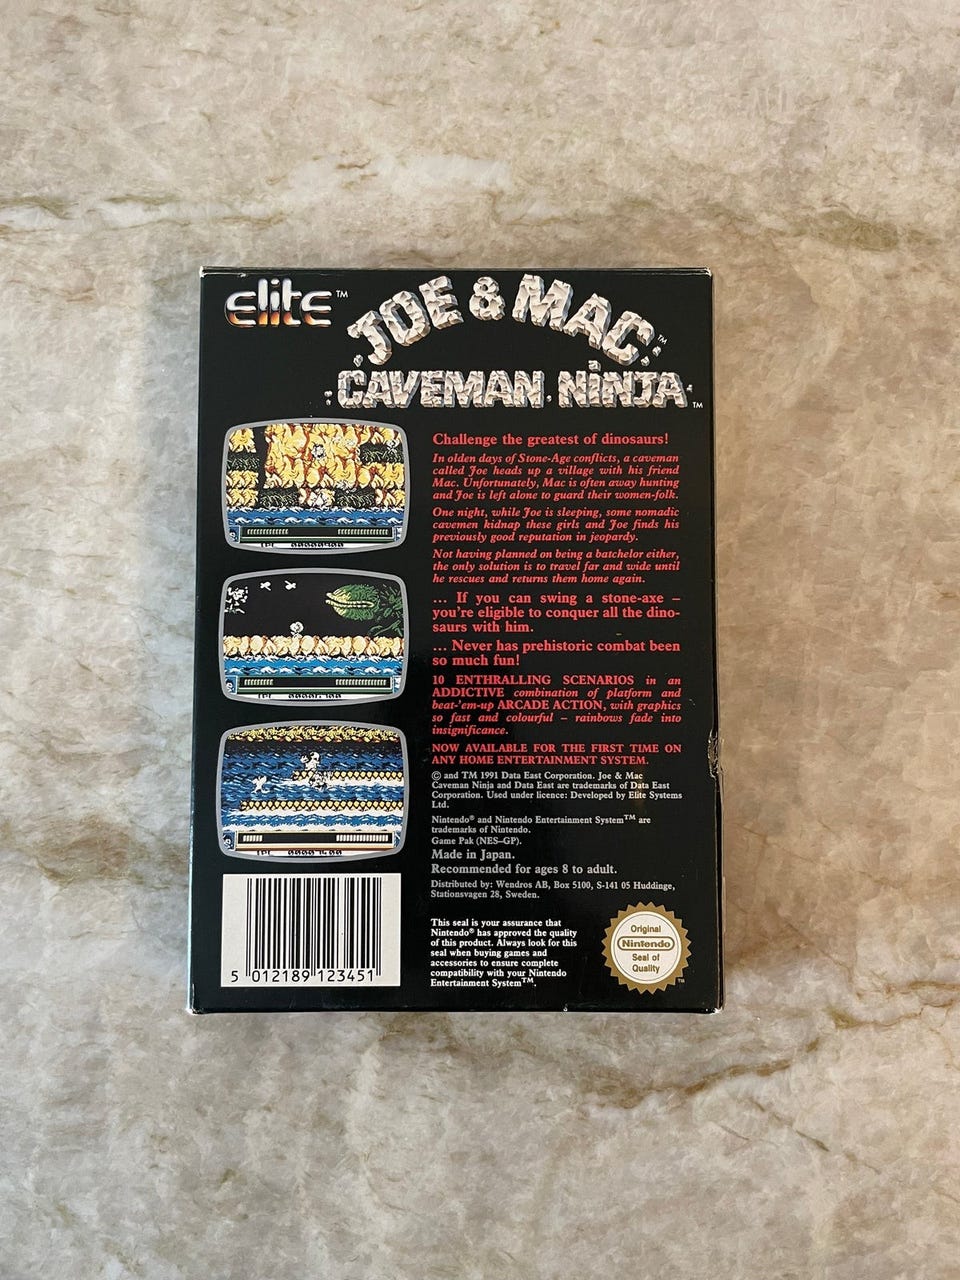 elite™
JOE & MAC™
CAVEMAN NINJA™
Challenge the greatest of dinosaurs!
In olden days of Stone-Age conflicts, a caveman
called Joe heads up a village with his friend
Mac. Unfortunately, Mac is often away hunting
and Joe is left alone to guard their women-folk.
One night, while Joe is sleeping, some nomadic
cavemen kidnap these girls and Joe finds his
previously good reputation in jeopardy.
Not having planned on being a batchelor either,
the only solution is to travel far and wide until
he rescues and returns them home again.
... If you can swing a stone-axe –
you're eligible to conquer all the dino-
saurs with him.
... Never has prehistoric combat been
so much fun!
10 ENTHRALLING SCENARIOS in an
ADDICTIVE combination of platform and
beat-'em-up ARCADE ACTION, with graphics
so fast and colourful – rainbows fade into
insignificance.
NOW AVAILABLE FOR THE FIRST TIME ON
ANY HOME ENTERTAINMENT SYSTEM.
© and TM 1991 Data East Corporation. Joe & Mac
Caveman Ninja and Data East are trademarks of Data East
Corporation. Used under licence: Developed by Elite Systems
Ltd.
Nintendo® and Nintendo Entertainment System™ are
trademarks of Nintendo.
Game Pak (NES–GP).
Made in Japan.
Recommended for ages 8 to adult.
Distributed by: Wendros AB, Box 5100, S-141 05 Huddinge,
Stationsvagen 28, Sweden.
This seal is your assurance that
Nintendo® has approved the quality
of this product. Always look for this
seal when buying games and
accessories to ensure complete
compatibility with your Nintendo
Entertainment System™.
Original
Nintendo
Seal of
Quality
™
5 012189 123451